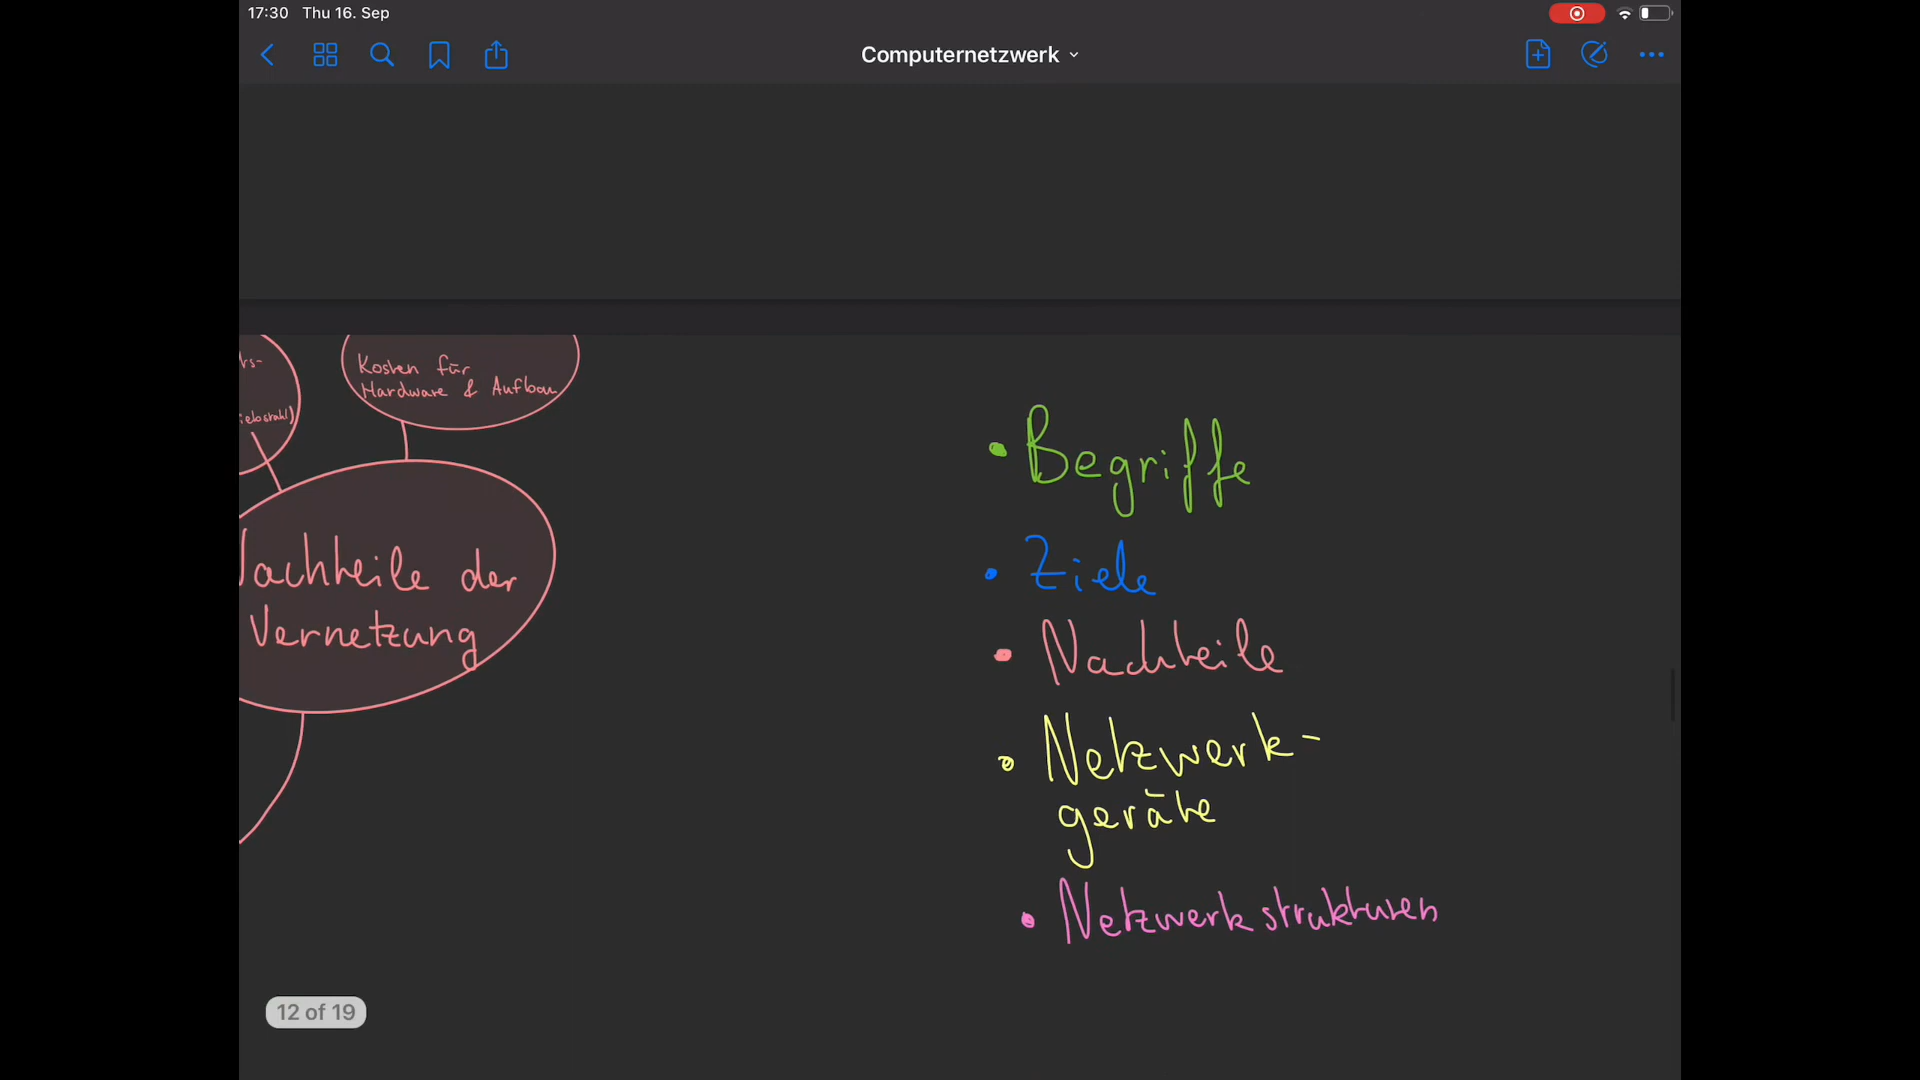 17:30 Thu 16. Sep
Computernetzwerk
Kosten für
Hardware & Aufbau
Nachteile der
Vernetzung
• Begriffe
• Ziele
• Nachteile
• Netzwerk-
geräte
• Netzwerkstrukturen
12 of 19